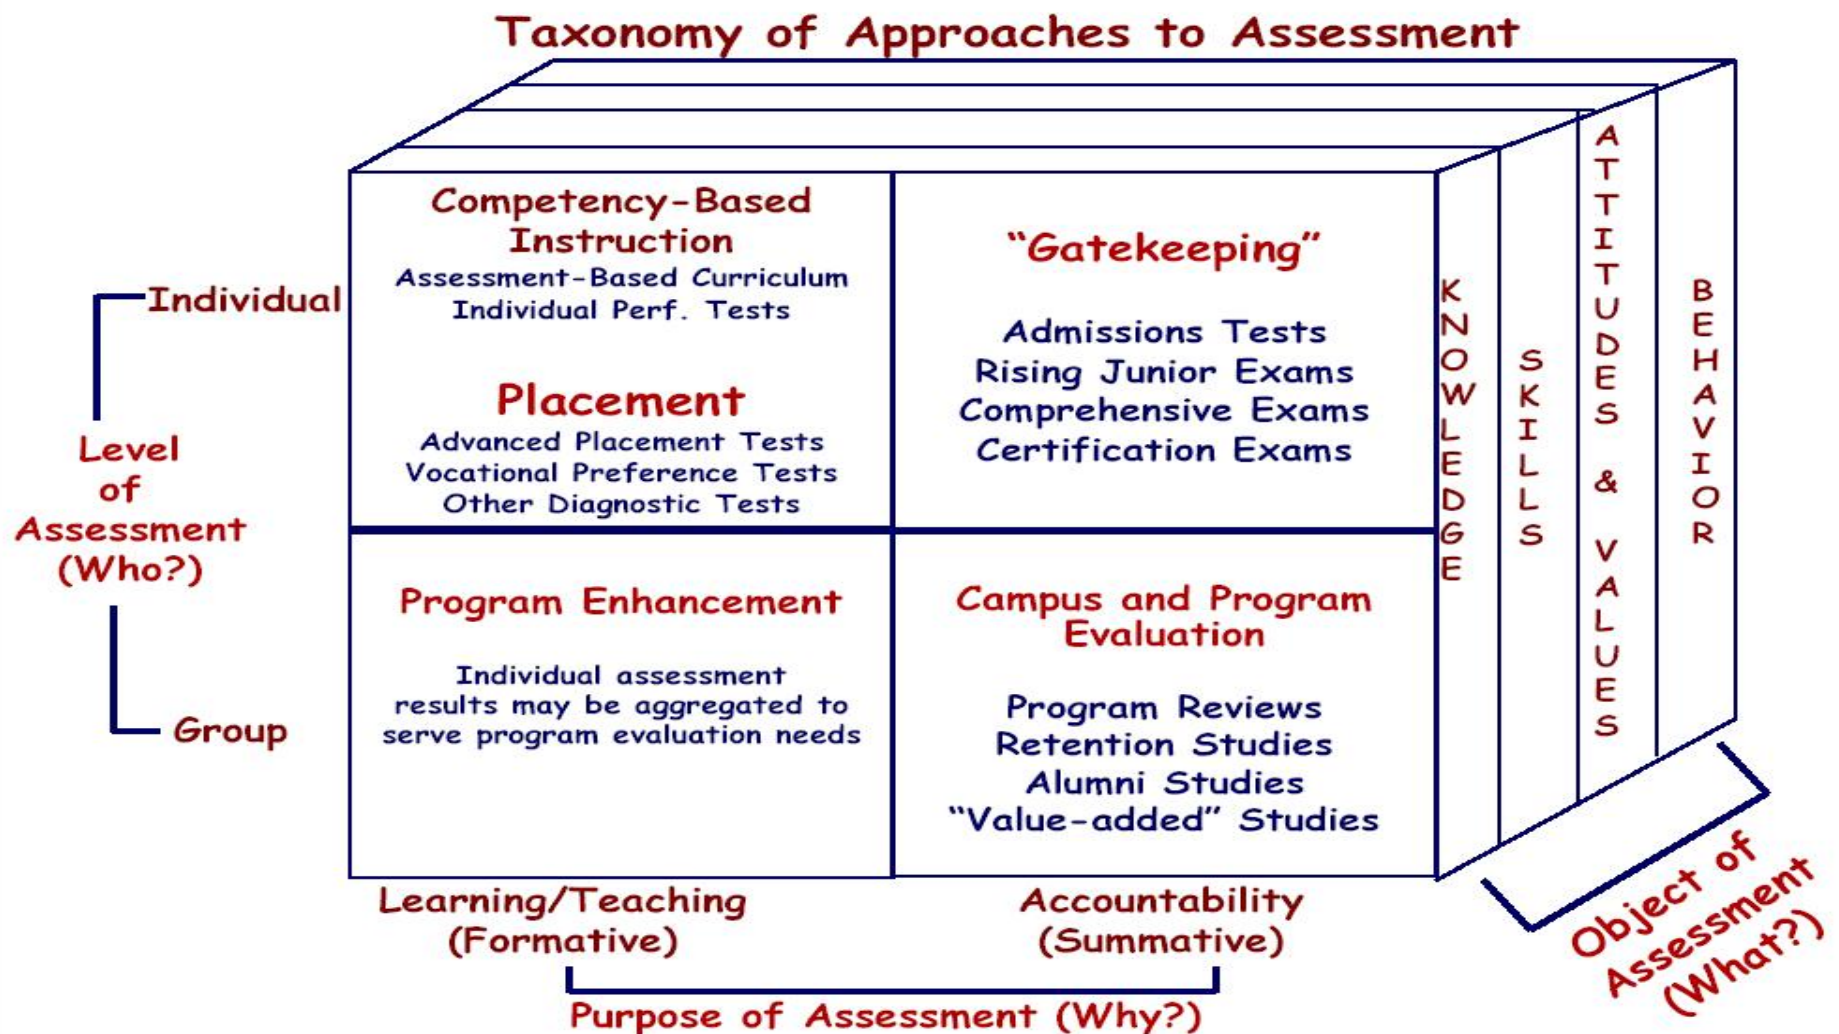 Taxonomy of Approaches to Assessment
Competency-Based
Instruction
Assessment-Based Curriculum
Individual Perf. Tests
Placement
Advanced Placement Tests
Vocational Preference Tests
Other Diagnostic Tests
“Gatekeeping”
Admissions Tests
Rising Junior Exams
Comprehensive Exams
Certification Exams
Program Enhancement
Individual assessment
results may be aggregated to
serve program evaluation needs
Campus and Program
Evaluation
Program Reviews
Retention Studies
Alumni Studies
“Value-added” Studies
KNOWLEDGE
SKILLS
ATTITUDES & VALUES
BEHAVIOR
Individual
Level
of
Assessment
(Who?)
Group
Learning/Teaching
(Formative)
Accountability
(Summative)
Purpose of Assessment (Why?)
Object of
Assessment
(What?)